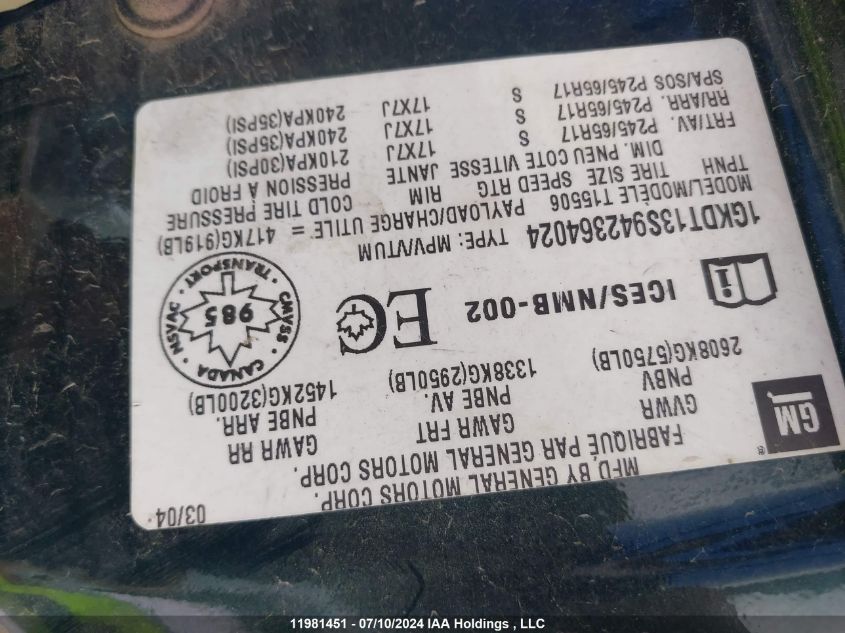 MFD. BY GENERAL MOTORS CORP. 03/04
FABRIQUÉ PAR GENERAL MOTORS CORP.
GM
GVWR GAWR FRT GAWR RR
PNBV PNBE AV. PNBE ARR.
2608KG(5750LB) 1338KG(2950LB) 1452KG(3200LB)
i ICES/NMB-002 EC
CMVSS · TRANSPORT · NSVAC · CANADA
985
1GKDT13S942364024 TYPE: MPV/VTUM
MODEL/MODÈLE T15506 PAYLOAD/CHARGE UTILE = 417KG(919LB)
TPNH TIRE SIZE SPEED RTG RIM COLD TIRE PRESSURE
DIM. PNEU COTE VITESSE JANTE PRESSION À FROID
FRT/AV. P245/65R17 S 17X7J 210KPA(30PSI)
RR/ARR. P245/65R17 S 17X7J 240KPA(35PSI)
SPA/SOS P245/65R17 S 17X7J 240KPA(35PSI)
11981451 - 07/10/2024 IAA Holdings , LLC